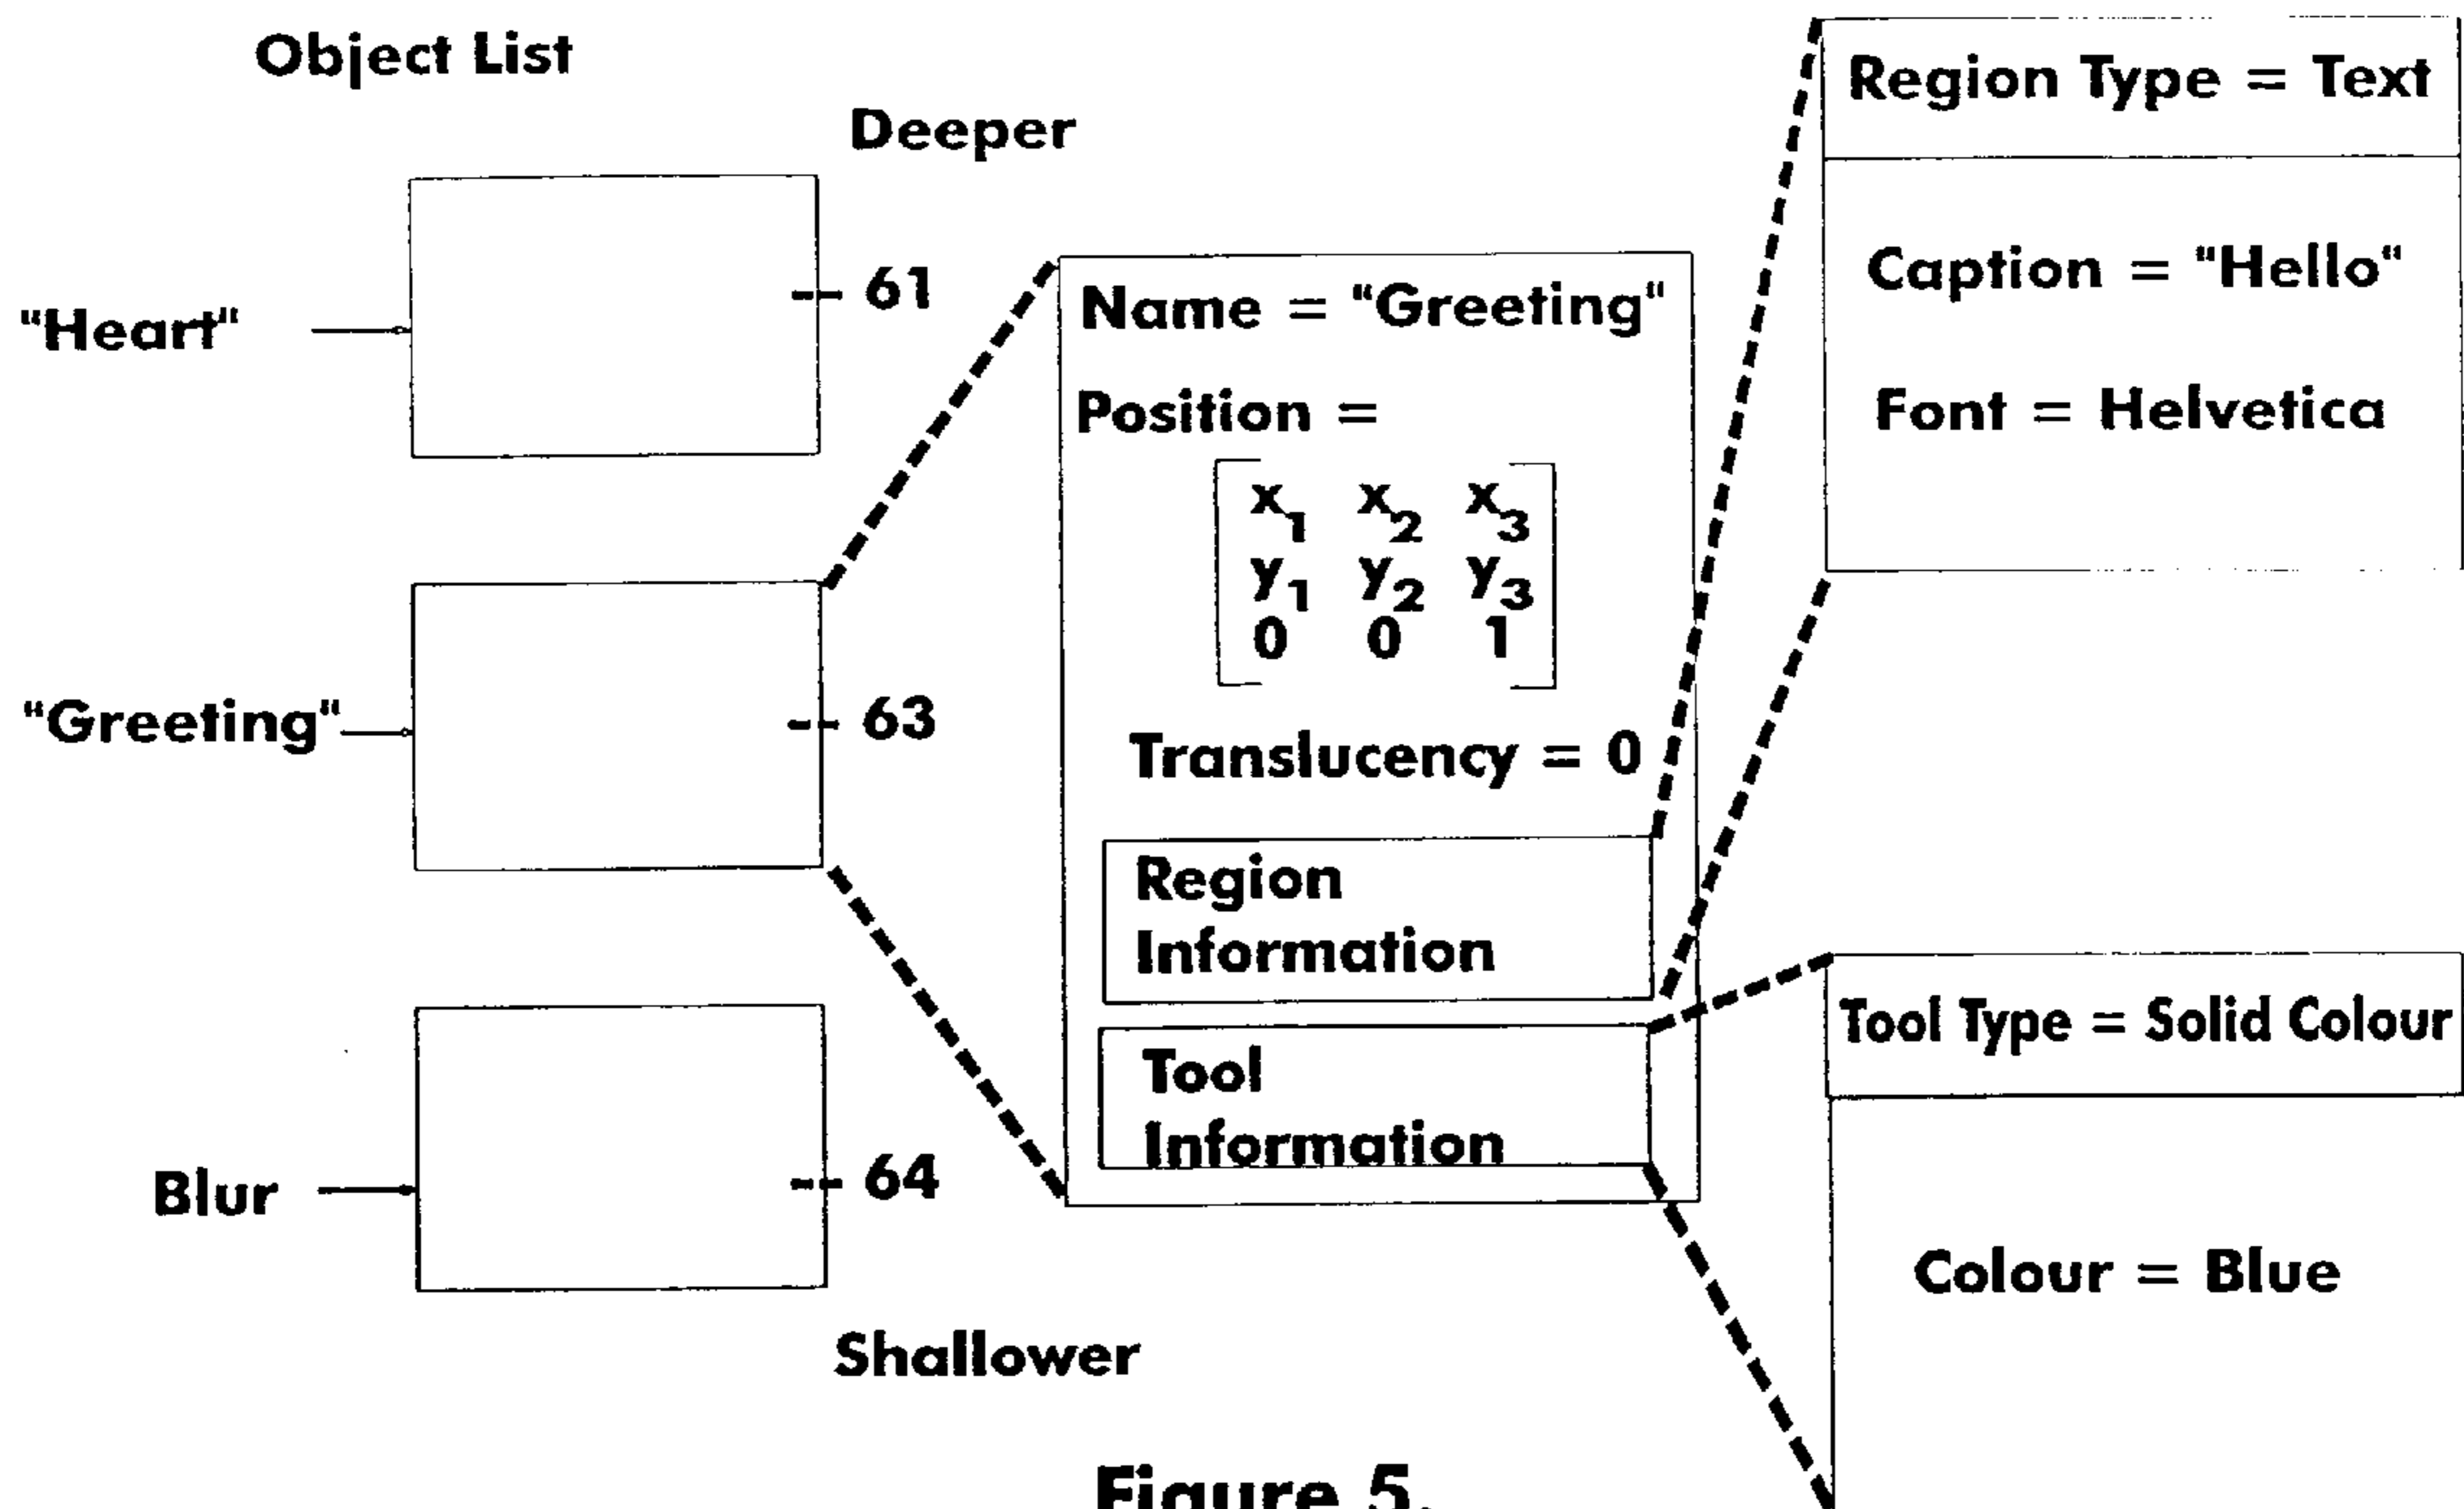 Object List
Deeper
"Heart"
61
"Greeting"
63
Blur
64
Shallower
Name = "Greeting"
Position =
x1 x2 x3
y1 y2 y3
0 0 1
Translucency = 0
Region
Information
Tool
Information
Region Type = Text
Caption = "Hello"
Font = Helvetica
Tool Type = Solid Colour
Colour = Blue
Figure 5.